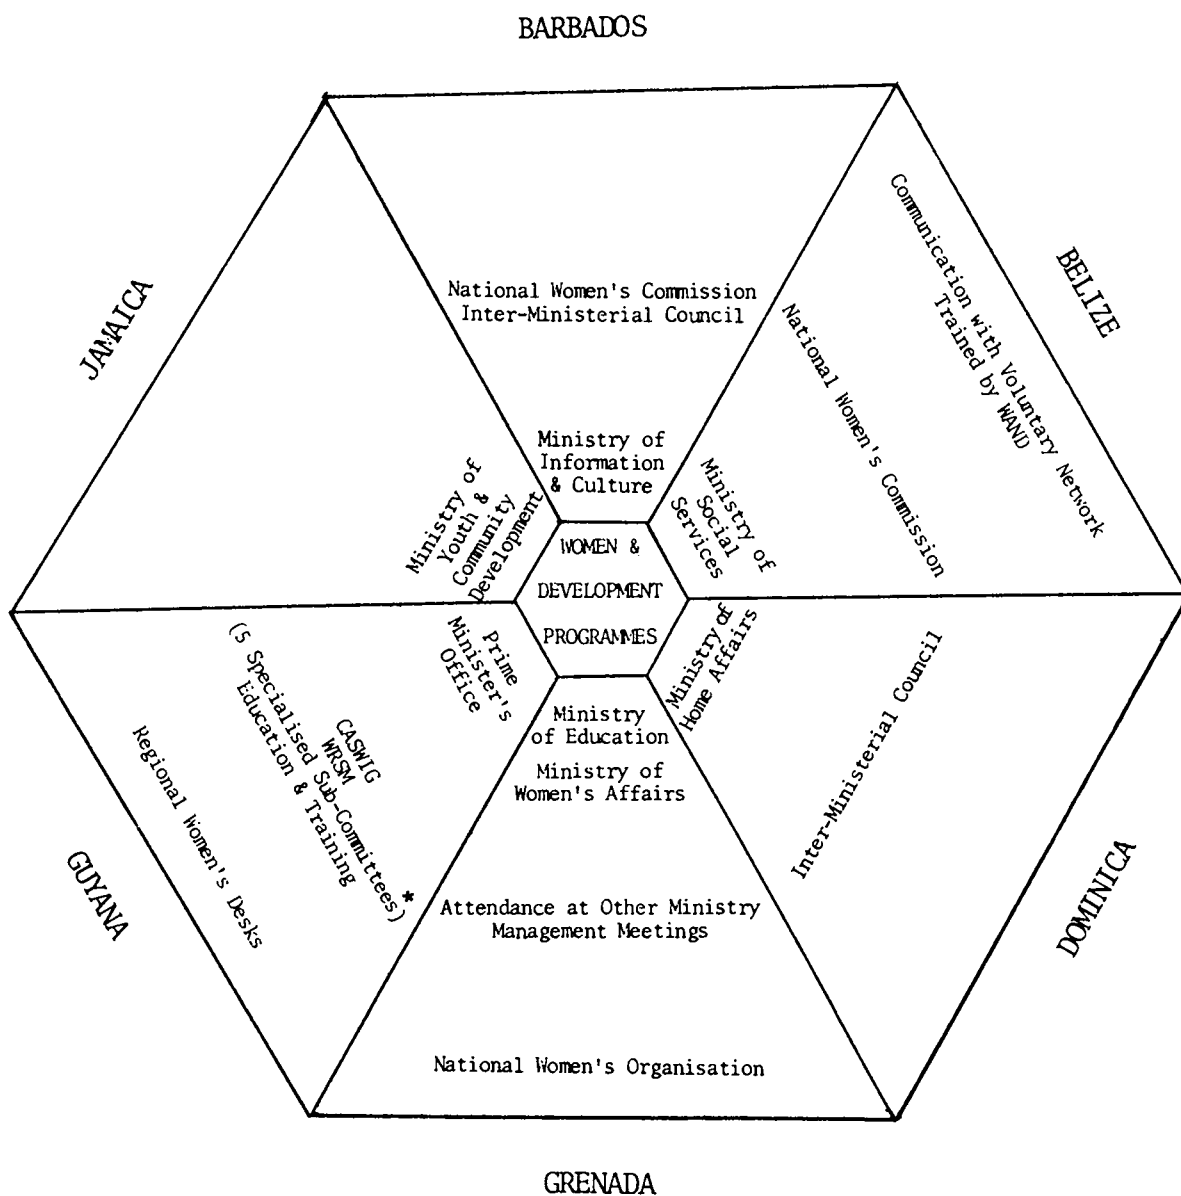 BARBADOS
National Women's Commission
Inter-Ministerial Council
Ministry of
Information
& Culture
BELIZE
Communication with Voluntary Network
Trained by WAND
National Women's Commission
Ministry of
Social
Services
JAMAICA
Ministry of
Youth &
Community
Development
WOMEN &
DEVELOPMENT
PROGRAMMES
DOMINICA
Ministry of
Home Affairs
Inter-Ministerial Council
GUYANA
Prime
Minister's
Office
CASWIG
WRSM
(5 Specialised Sub-Committees)*
Education & Training
Regional Women's Desks
Ministry
of Education
Ministry of
Women's Affairs
Attendance at Other Ministry
Management Meetings
National Women's Organisation
GRENADA